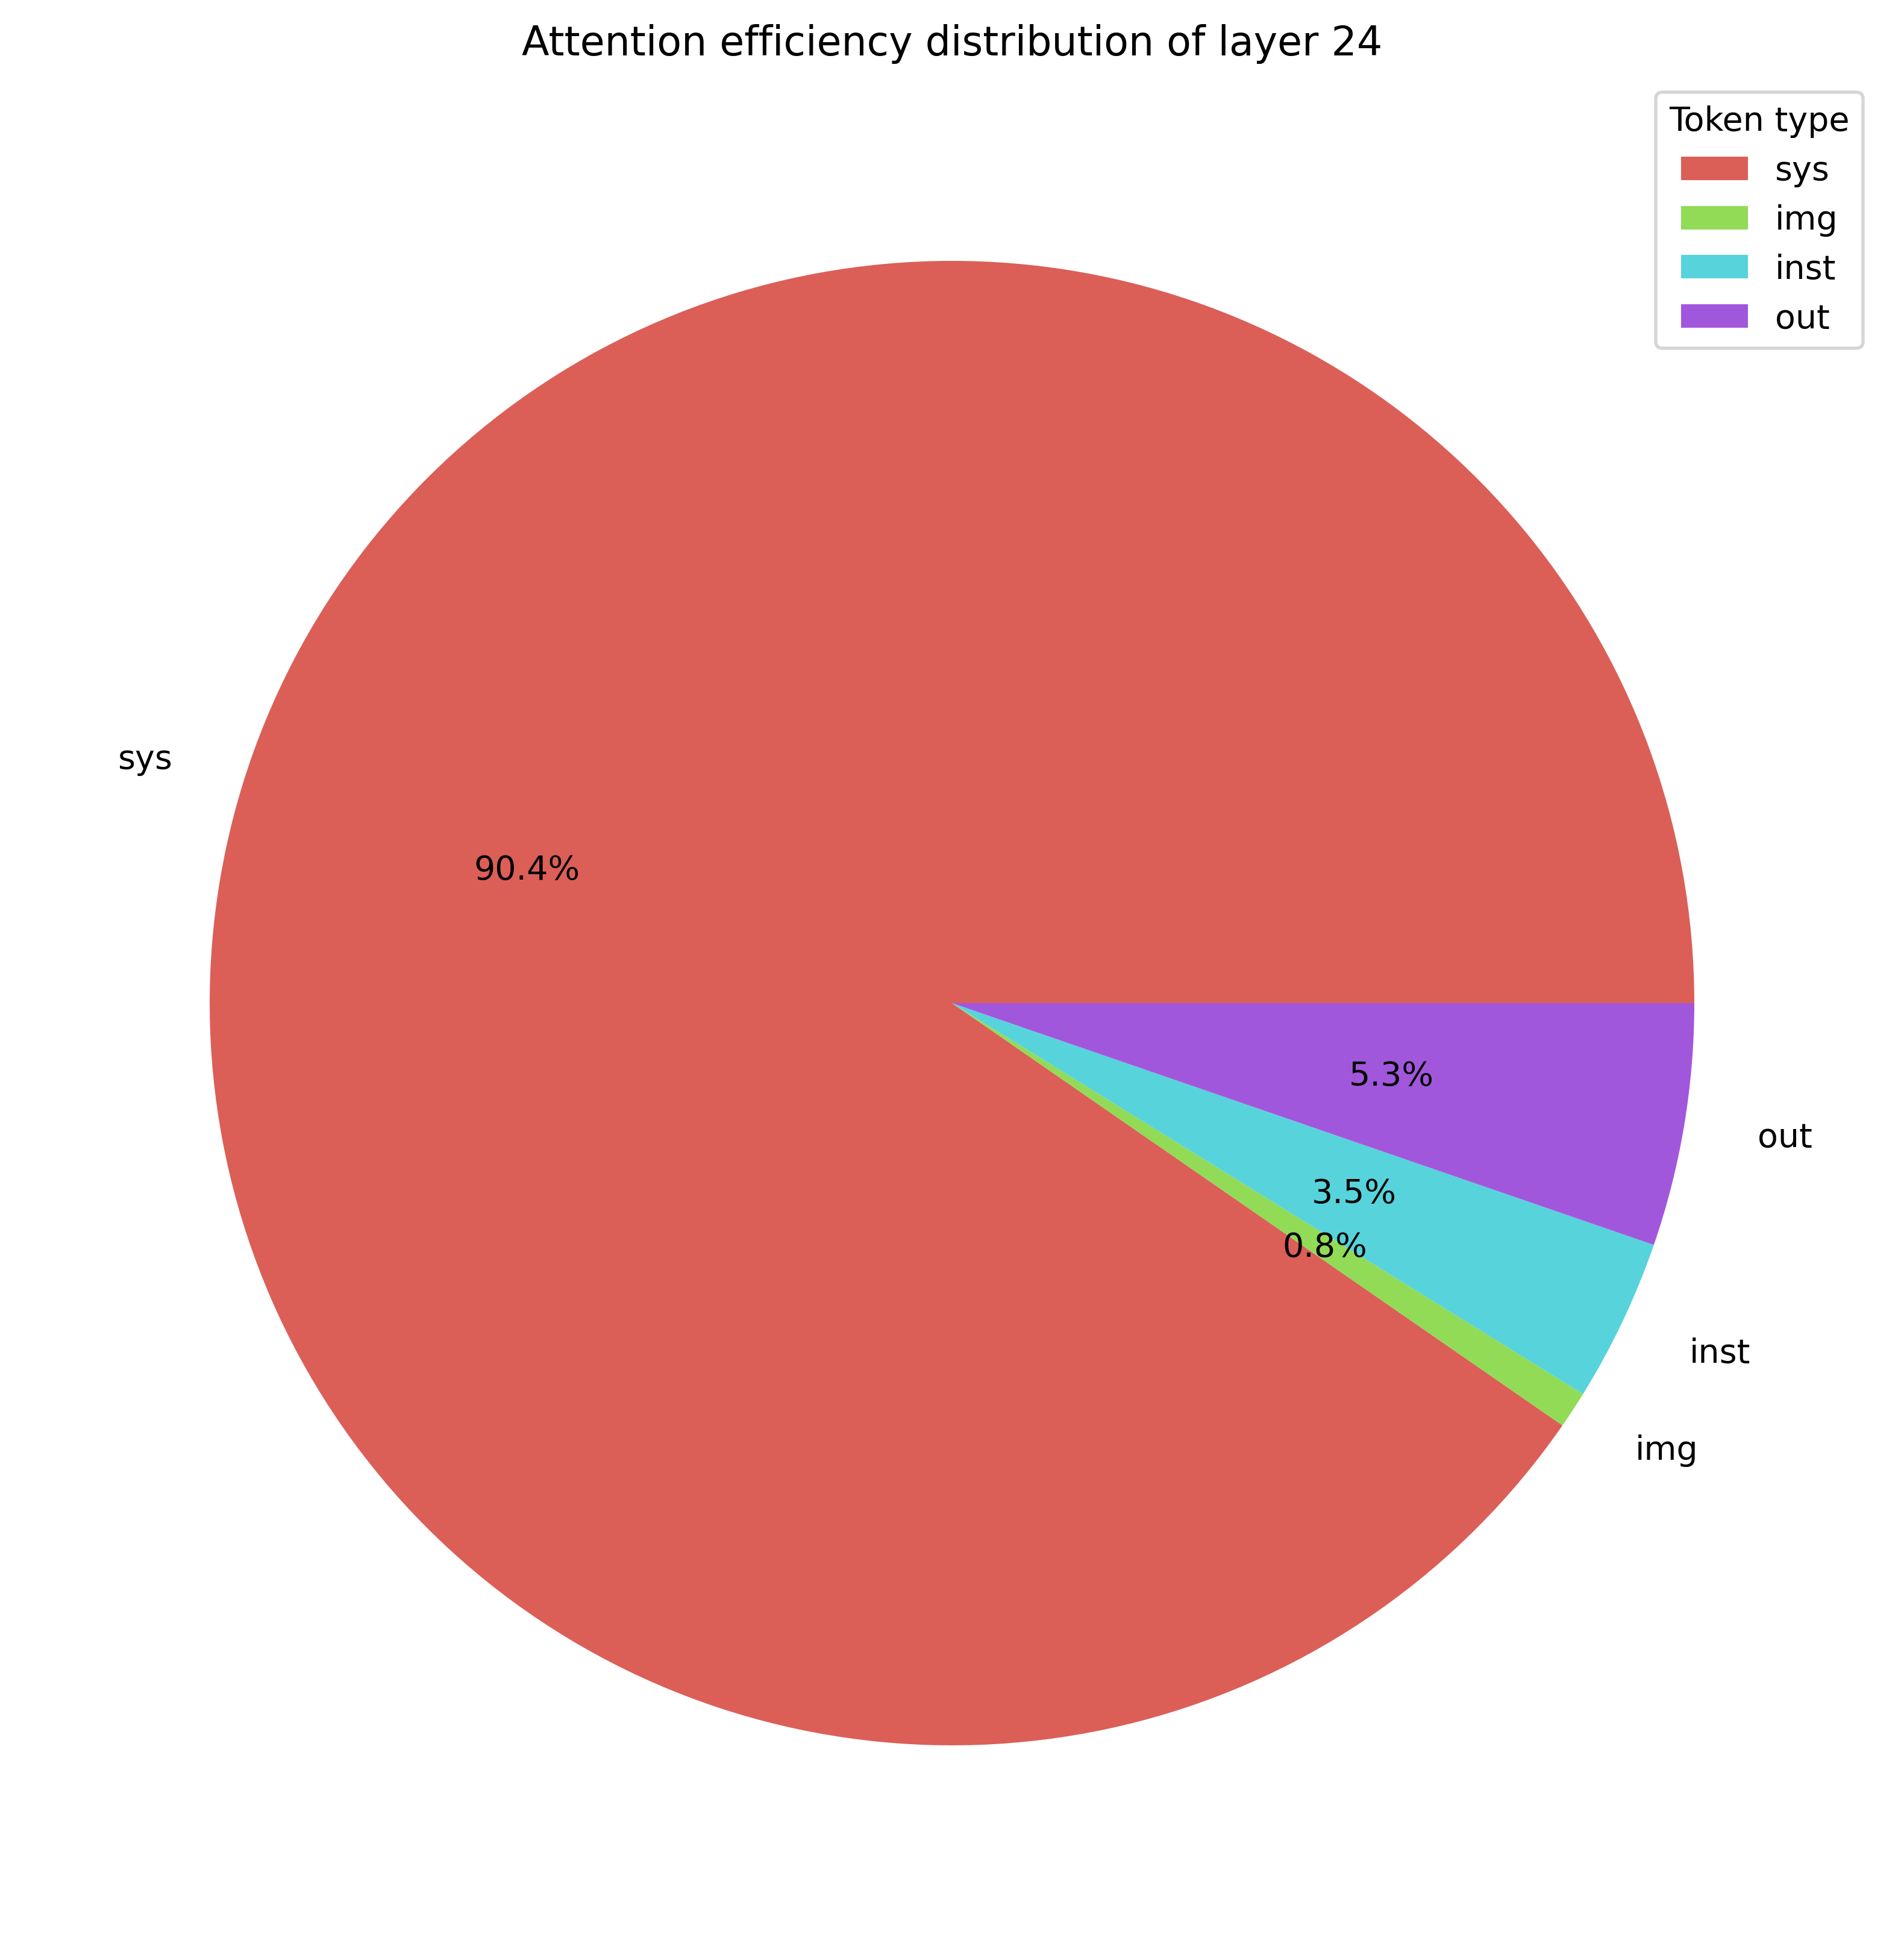 Attention efficiency distribution of layer 24
Token type
sys
img
inst
out
sys
90.4%
5.3%
out
3.5%
0.8%
inst
img